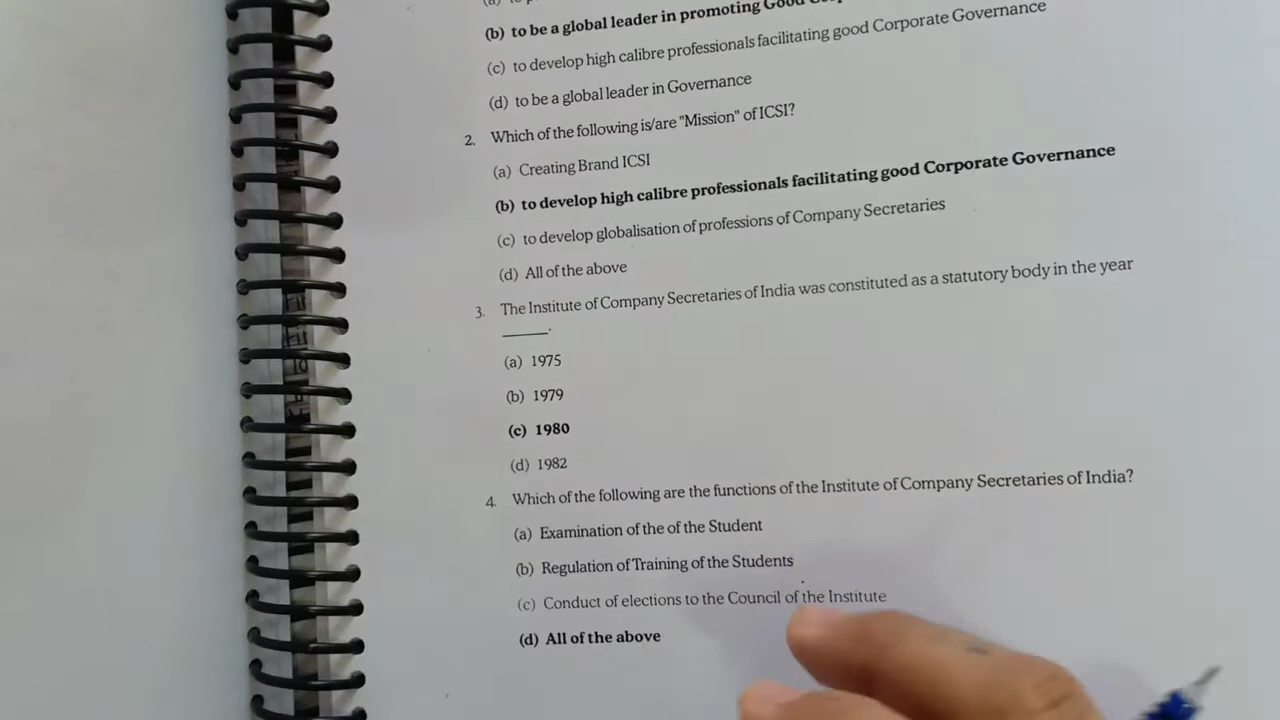 (b) to be a global leader in promoting Good
(c) to develop high calibre professionals facilitating good Corporate Governance
(d) to be a global leader in Governance
2. Which of the following is/are "Mission" of ICSI?
(a) Creating Brand ICSI
(b) to develop high calibre professionals facilitating good Corporate Governance
(c) to develop globalisation of professions of Company Secretaries
(d) All of the above
3. The Institute of Company Secretaries of India was constituted as a statutory body in the year
_____.
(a) 1975
(b) 1979
(c) 1980
(d) 1982
4. Which of the following are the functions of the Institute of Company Secretaries of India?
(a) Examination of the of the Student
(b) Regulation of Training of the Students
(c) Conduct of elections to the Council of the Institute
(d) All of the above